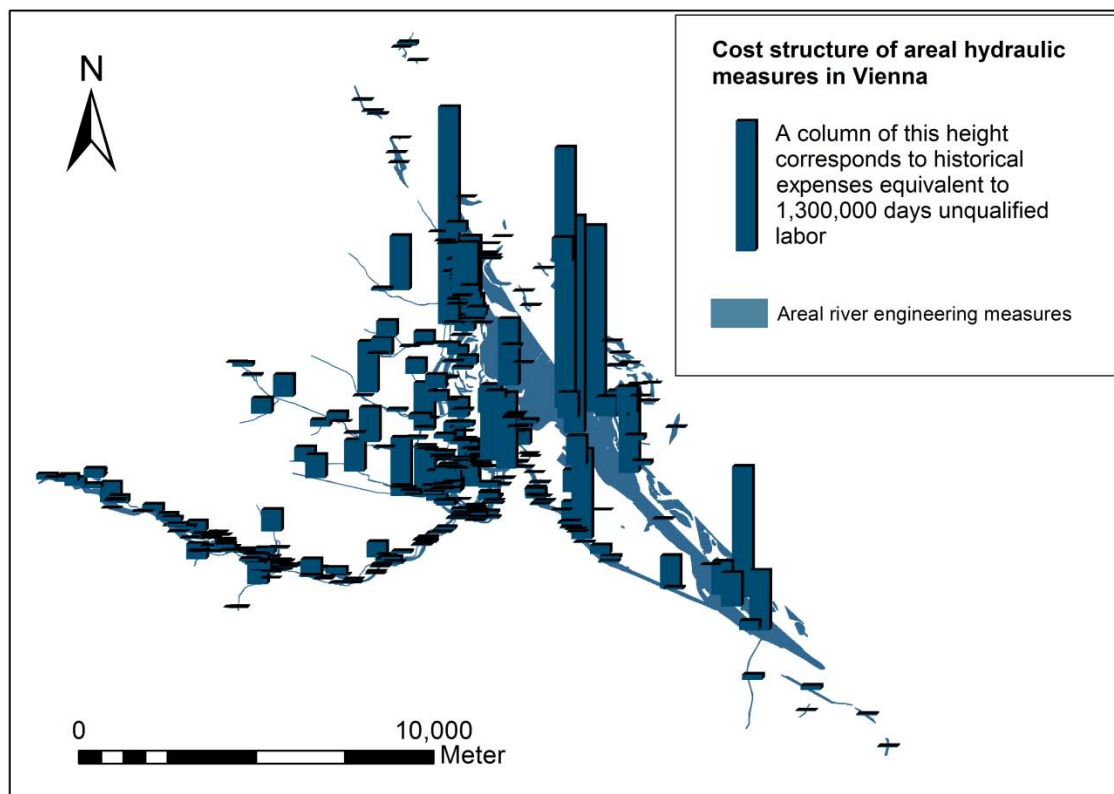 N
Cost structure of areal hydraulic
measures in Vienna
A column of this height
corresponds to historical
expenses equivalent to
1,300,000 days unqualified
labor
Areal river engineering measures
0
10,000
Meter